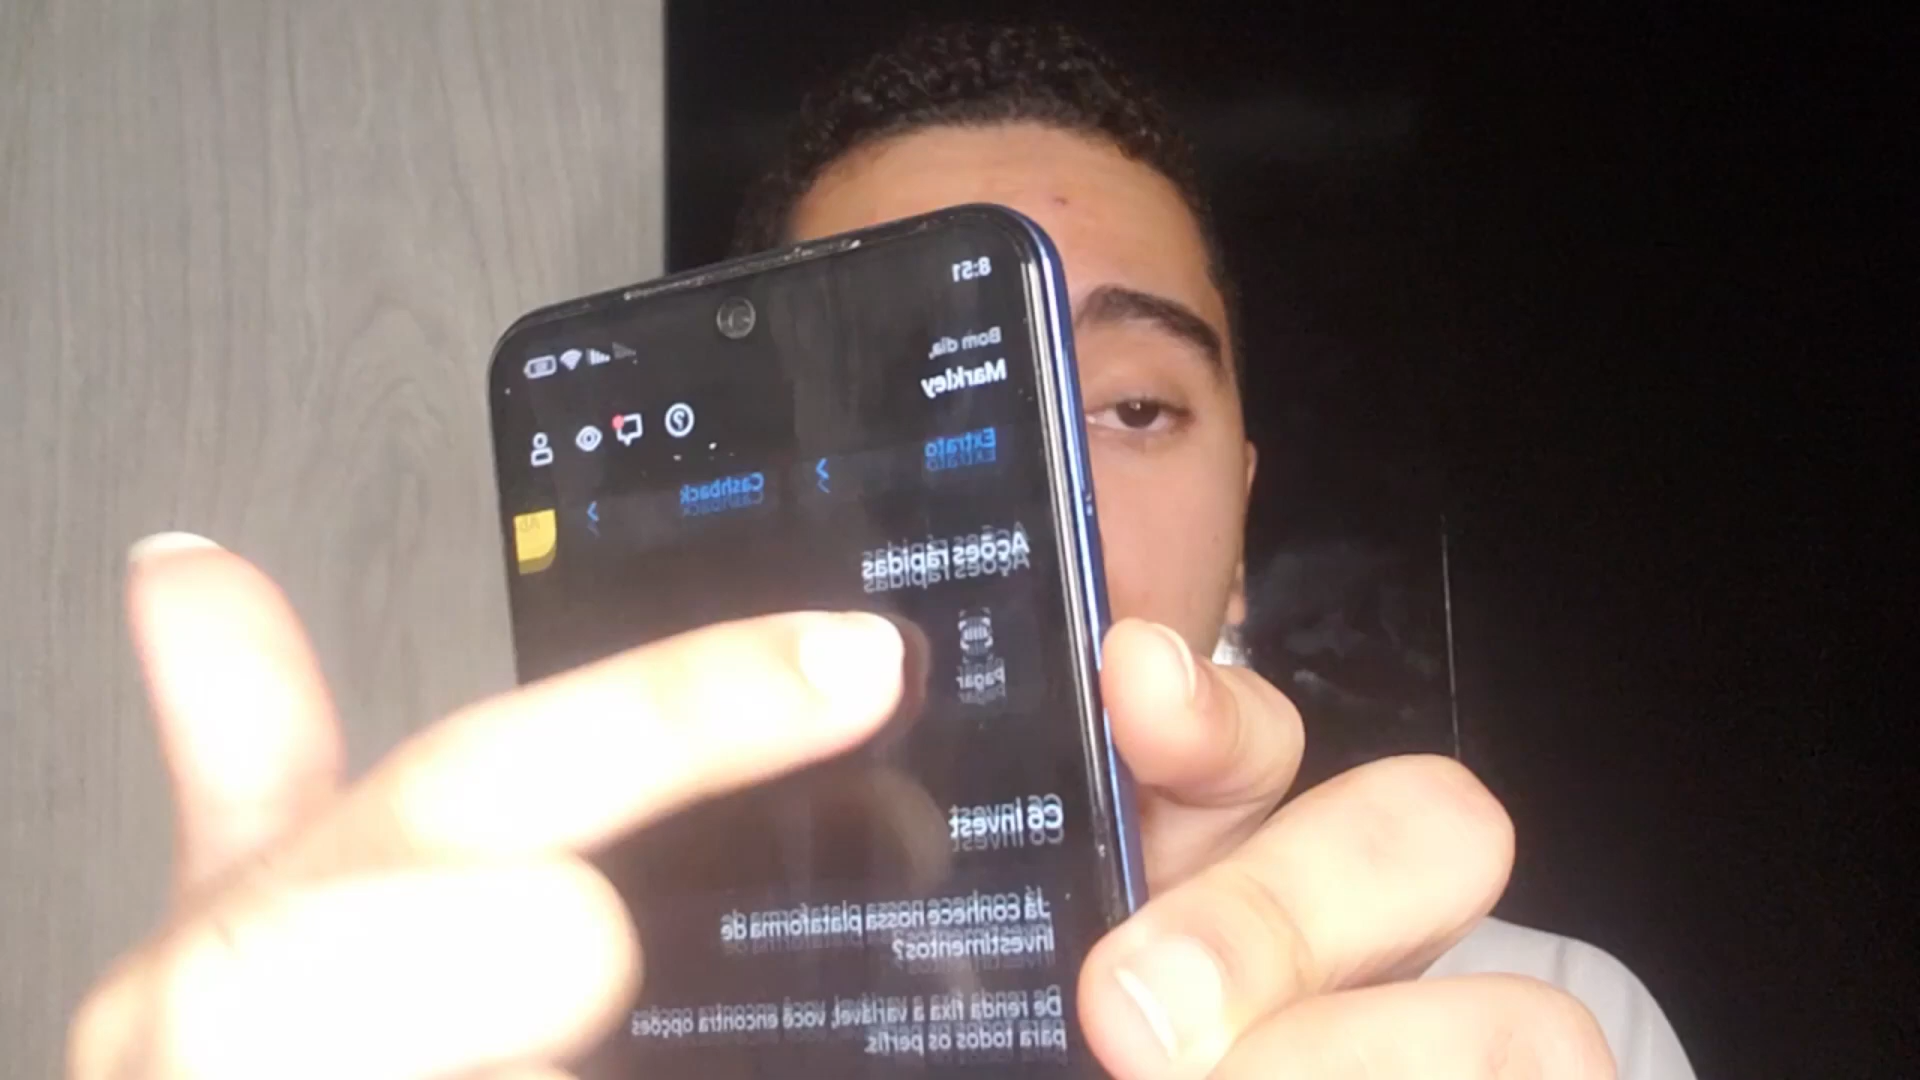 8:51
Bom dia,
Markley
Extrato
Cashback
Ações rápidas
Pagar
C6 Invest
Já conhece nossa plataforma de
investimentos?
De renda fixa a variável, você encontra opções
para todos os perfis.